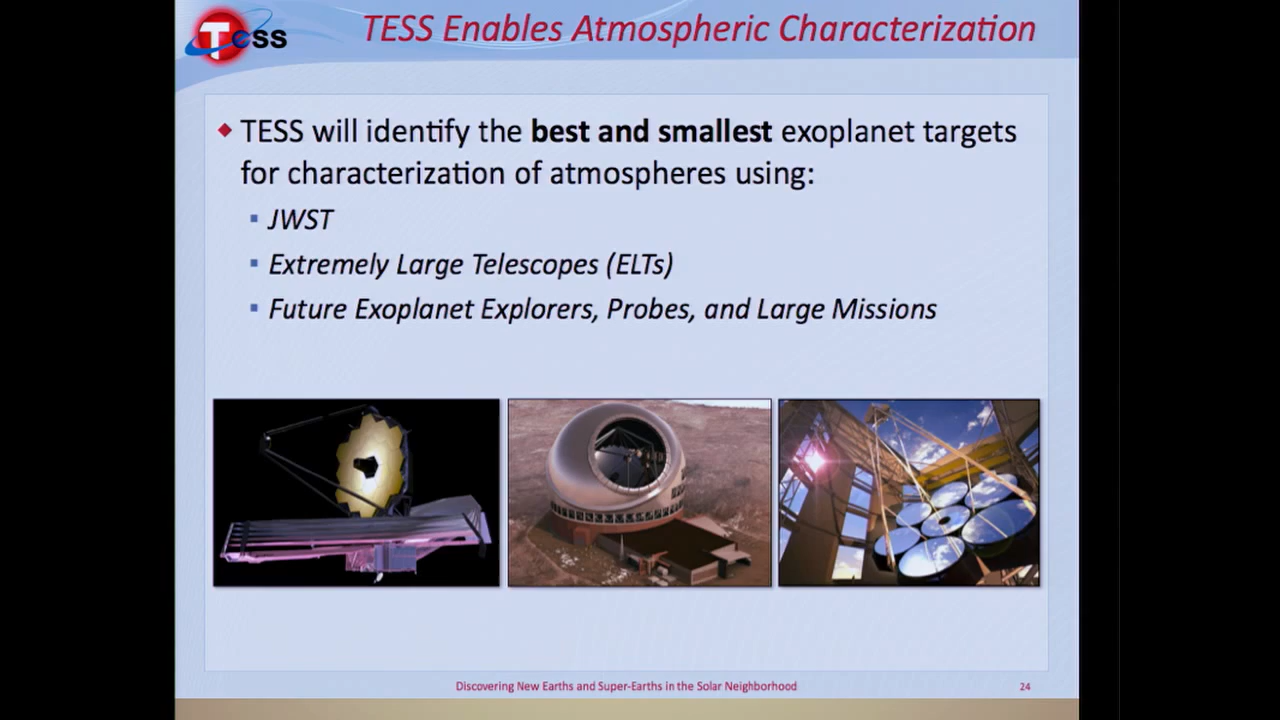 TESS
TESS Enables Atmospheric Characterization
TESS will identify the best and smallest exoplanet targets
for characterization of atmospheres using:
JWST
Extremely Large Telescopes (ELTs)
Future Exoplanet Explorers, Probes, and Large Missions
Discovering New Earths and Super-Earths in the Solar Neighborhood
24